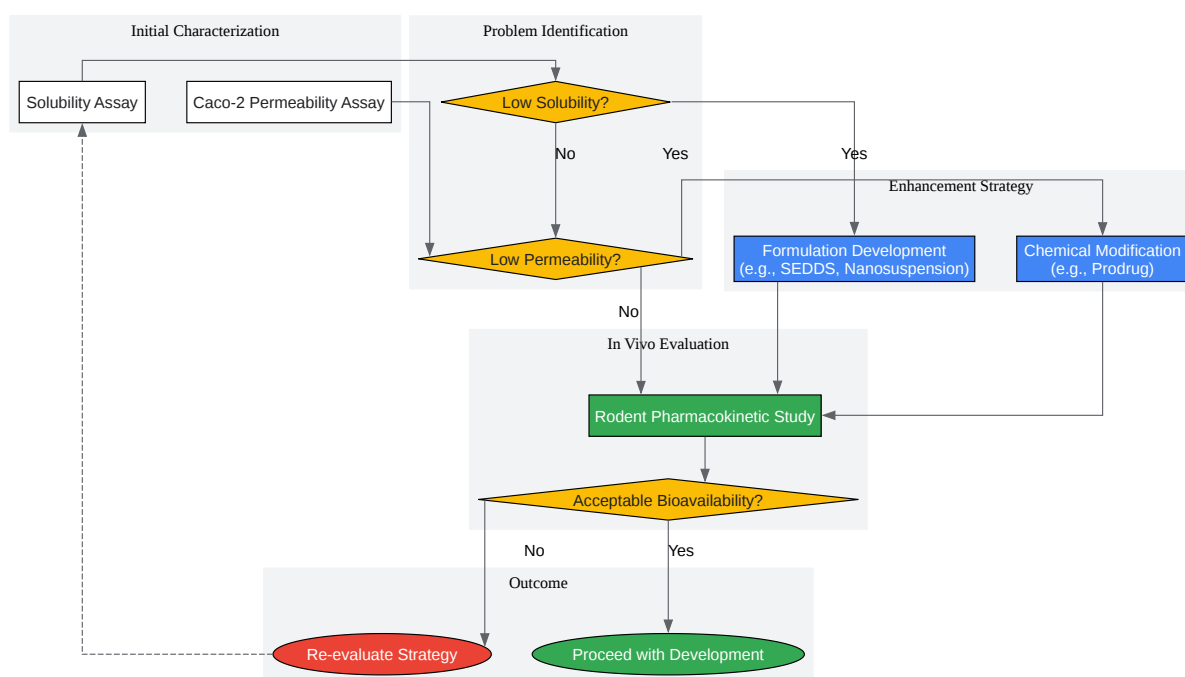 Initial Characterization
Problem Identification
Solubility Assay
Caco-2 Permeability Assay
Low Solubility?
No
Yes
Yes
Enhancement Strategy
Low Permeability?
Formulation Development
(e.g., SEDDS, Nanosuspension)
Chemical Modification
(e.g., Prodrug)
No
In Vivo Evaluation
Rodent Pharmacokinetic Study
Acceptable Bioavailability?
No
Yes
Outcome
Re-evaluate Strategy
Proceed with Development